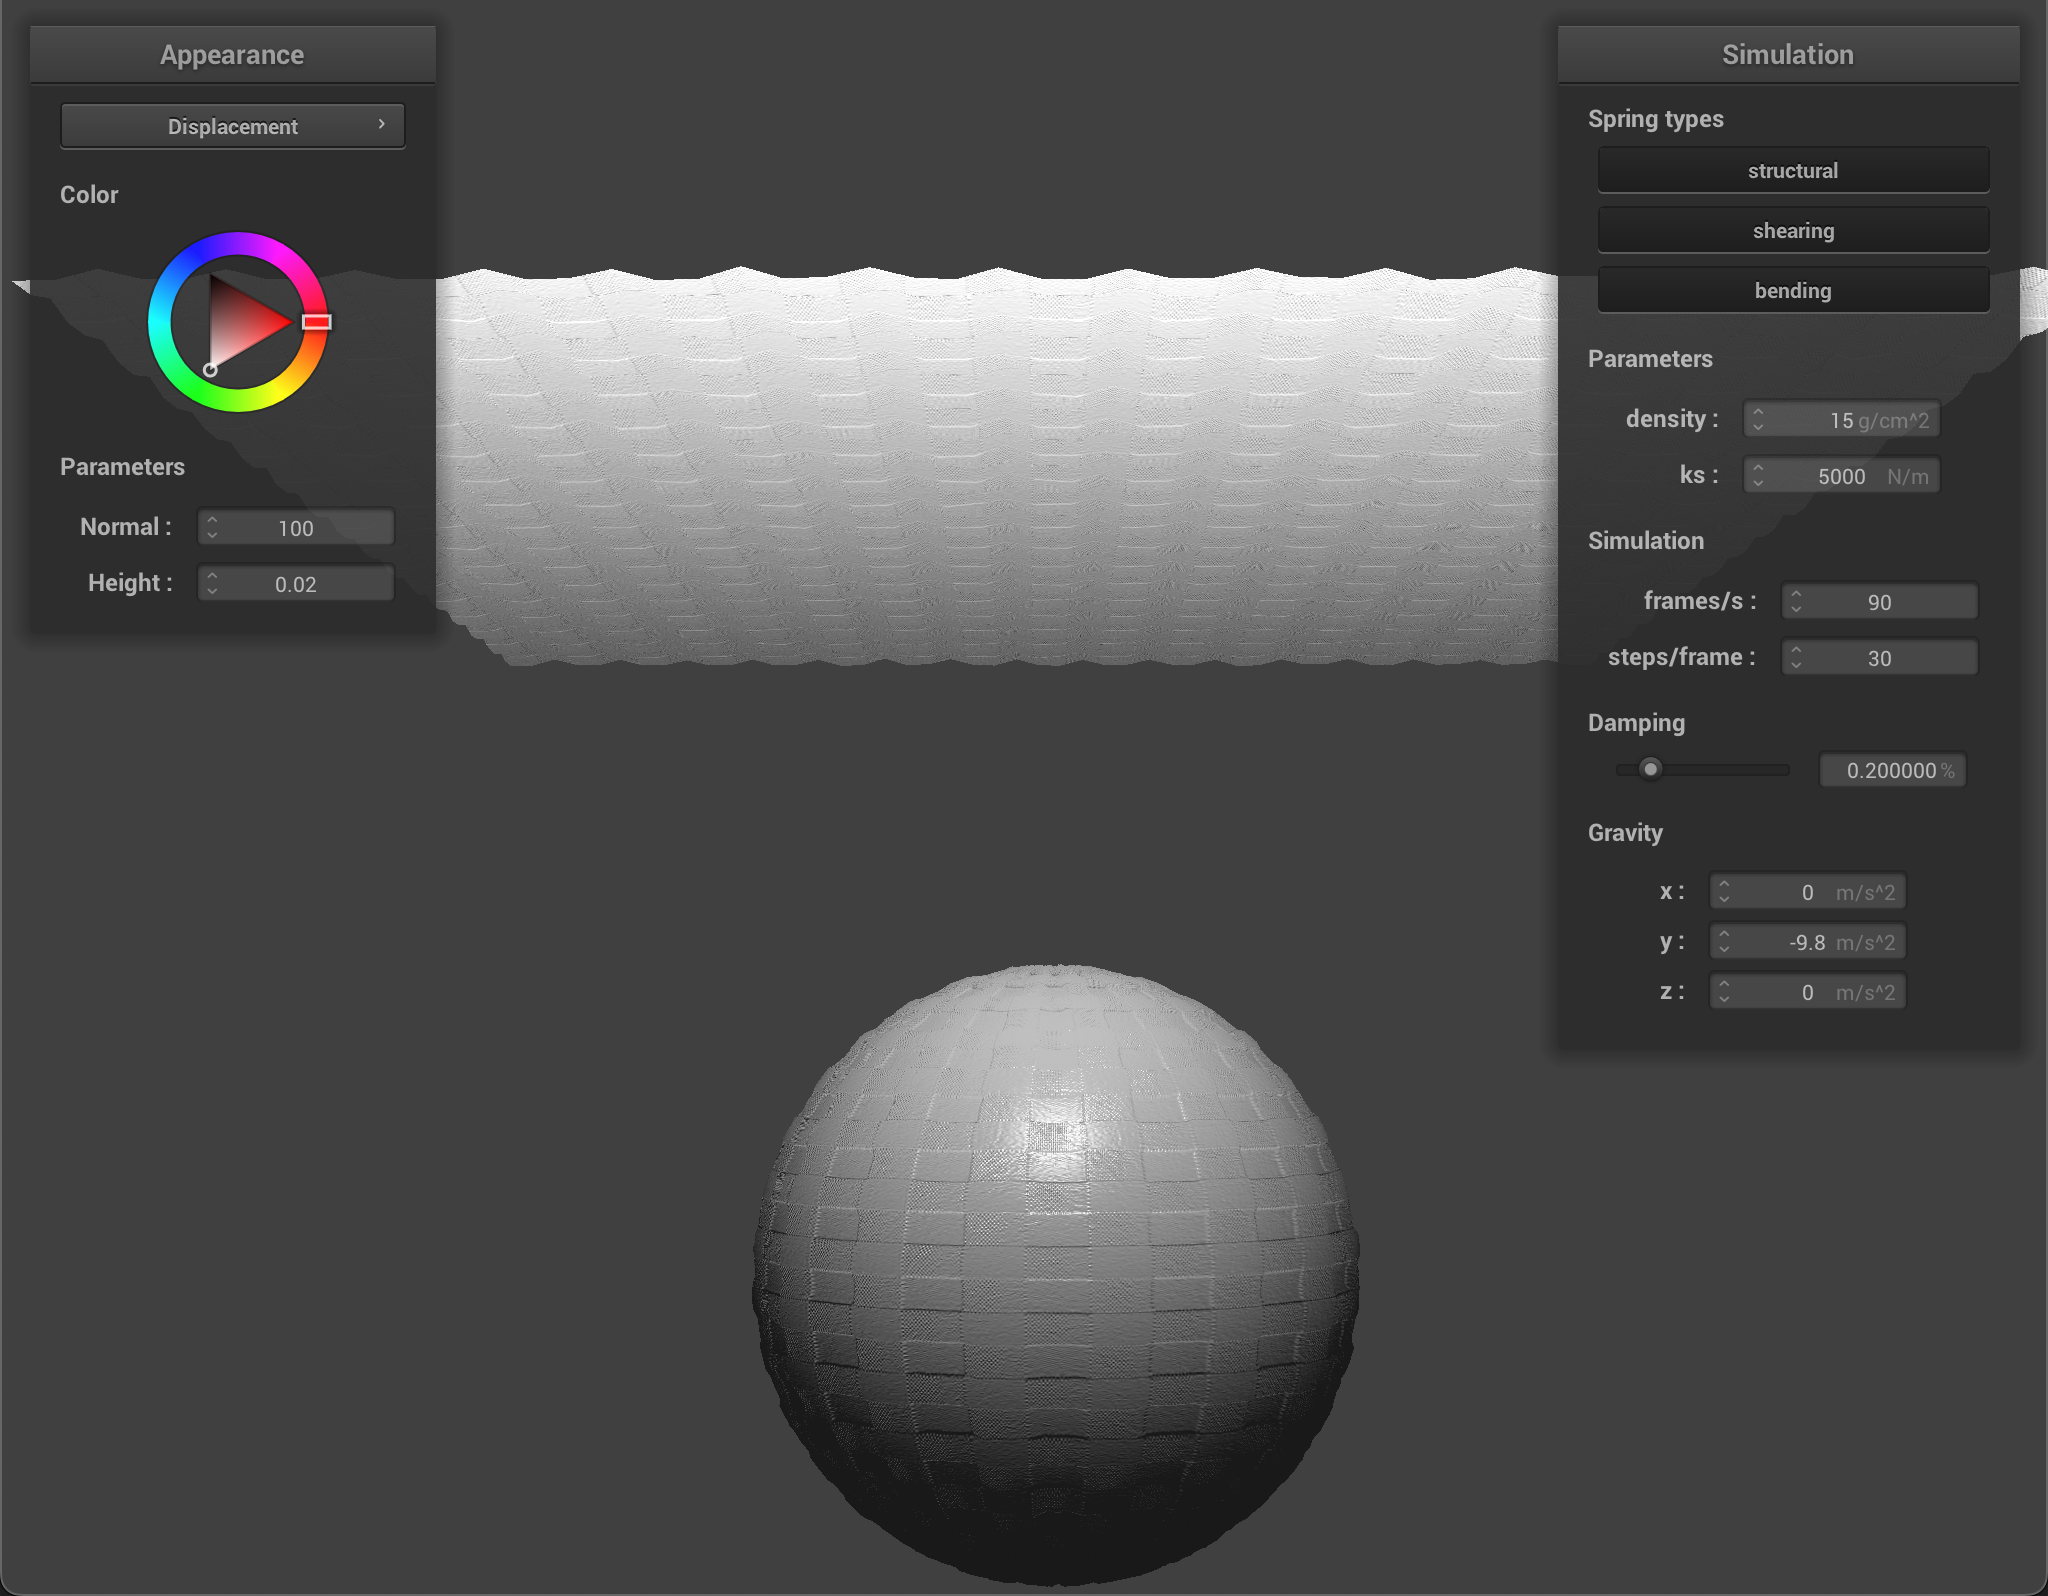 Appearance
Displacement
Color
Parameters
Normal : 100
Height : 0.02
Simulation
Spring types
structural
shearing
bending
Parameters
density : 15 g/cm^2
ks : 5000 N/m
Simulation
frames/s : 90
steps/frame : 30
Damping
0.200000 %
Gravity
x : 0 m/s^2
y : -9.8 m/s^2
z : 0 m/s^2